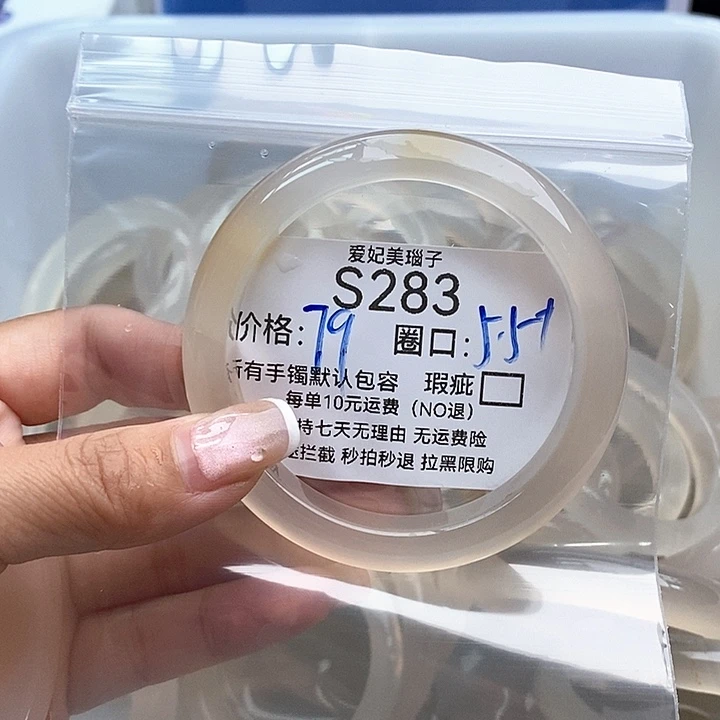 爱妃美瑙子
S283
价格:79 圈口:55-1
所有手镯默认包容 瑕疵
每单10元运费（NO退）
持七天无理由 无运费险
拦截 秒拍秒退 拉黑限购